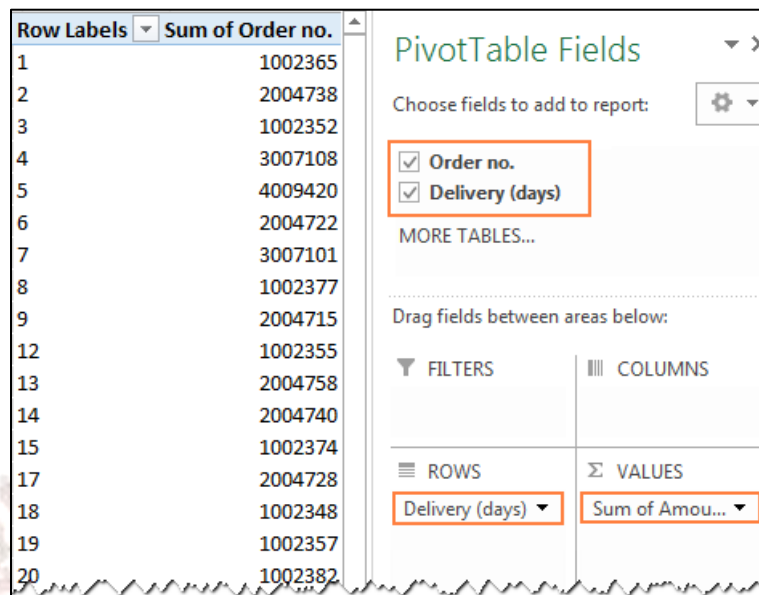 Row Labels Sum of Order no.
1 1002365
2 2004738
3 1002352
4 3007108
5 4009420
6 2004722
7 3007101
8 1002377
9 2004715
12 1002355
13 2004758
14 2004740
15 1002374
17 2004728
18 1002348
19 1002357
20 1002382
PivotTable Fields
Choose fields to add to report:
Order no.
Delivery (days)
MORE TABLES...
Drag fields between areas below:
FILTERS
COLUMNS
ROWS
Σ VALUES
Delivery (days)
Sum of Amou...